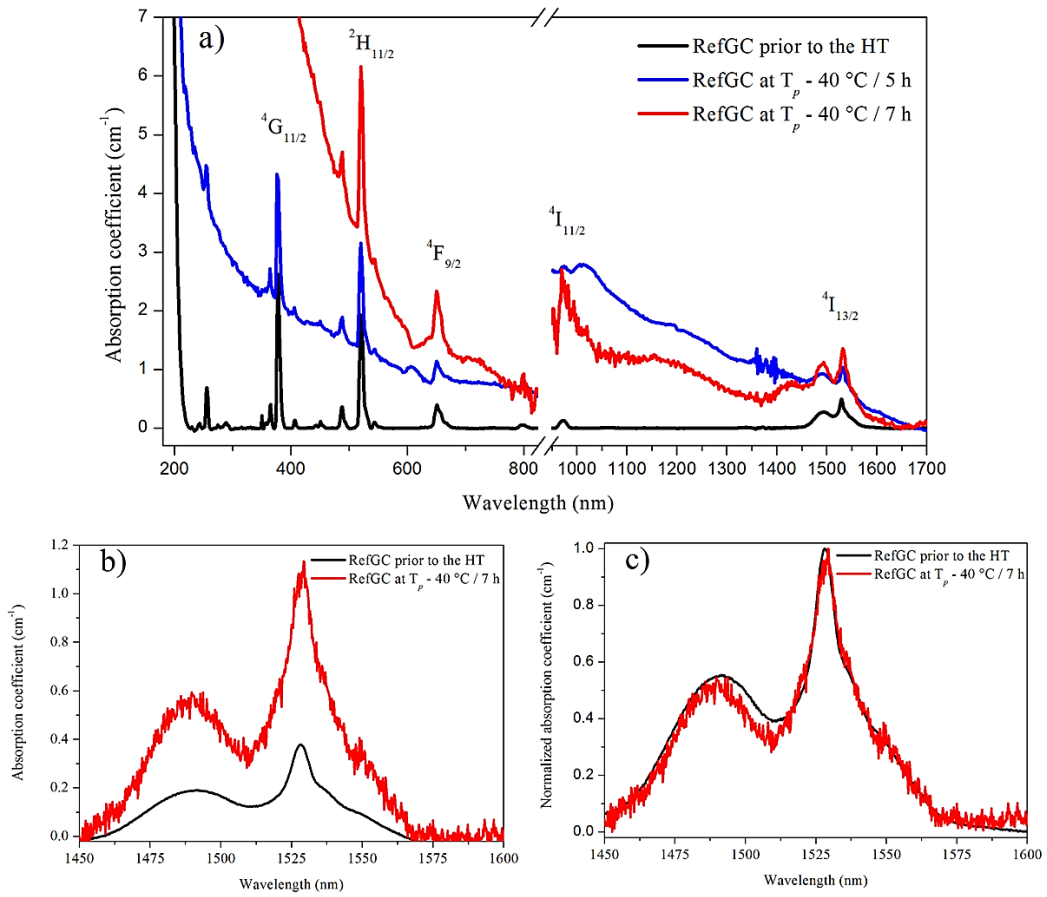 a)
RefGC prior to the HT
RefGC at Tp - 40 °C / 5 h
RefGC at Tp - 40 °C / 7 h
2H11/2
4G11/2
4F9/2
4I11/2
4I13/2
Absorption coefficient (cm-1)
7
6
5
4
3
2
1
0
200 400 600 800 1000 1100 1200 1300 1400 1500 1600 1700
Wavelength (nm)
b)
RefGC prior to the HT
RefGC at Tp - 40 °C / 7 h
Absorption coefficient (cm-1)
1.2
1.0
0.8
0.6
0.4
0.2
0.0
1450 1475 1500 1525 1550 1575 1600
Wavelength (nm)
c)
RefGC prior to the HT
RefGC at Tp - 40 °C / 7 h
Normalized absorption coefficient (cm-1)
1.0
0.8
0.6
0.4
0.2
0.0
1450 1500 1550 1600
Wavelength (nm)